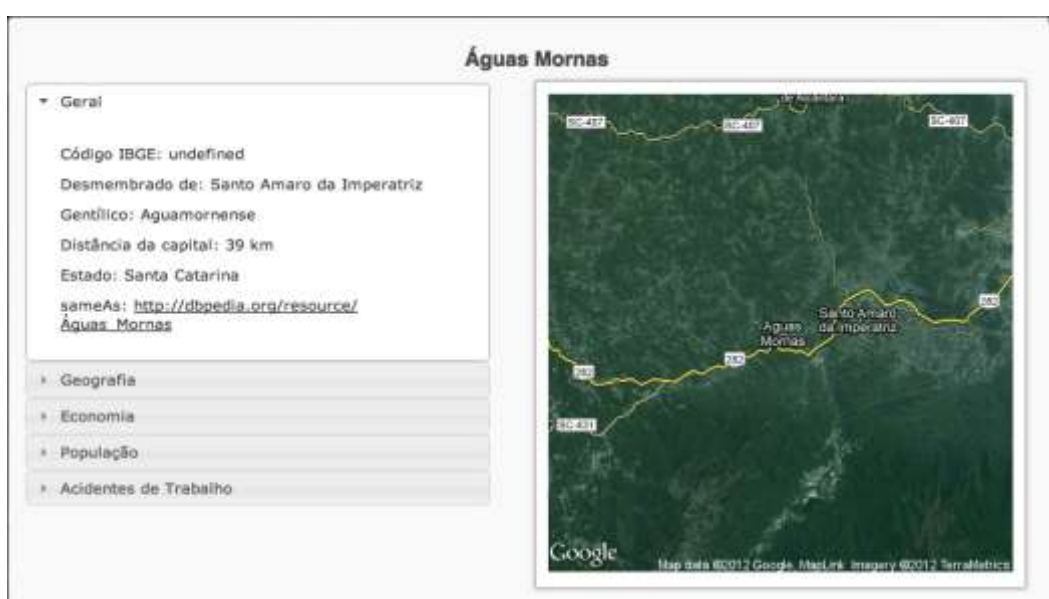 Águas Mornas
Geral
Código IBGE: undefined
Desmembrado de: Santo Amaro da Imperatriz
Gentílico: Aguamornense
Distância da capital: 39 km
Estado: Santa Catarina
sameAs: http://dbpedia.org/resource/
Águas_Mornas
Geografia
Economia
População
Acidentes de Trabalho
de Alcântara
SC-407
SC-407
SC-407
282
Santo Amaro
da Imperatriz
Águas
Mornas
282
282
Google
Map data ©2012 Google, MapLink Imagery ©2012 TerraMetrics